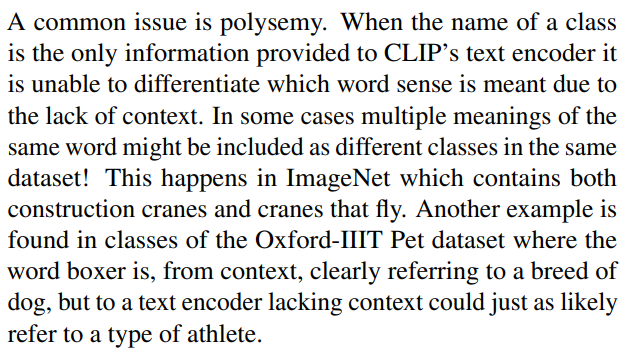 A common issue is polysemy. When the name of a class
is the only information provided to CLIP's text encoder it
is unable to differentiate which word sense is meant due to
the lack of context. In some cases multiple meanings of the
same word might be included as different classes in the same
dataset! This happens in ImageNet which contains both
construction cranes and cranes that fly. Another example is
found in classes of the Oxford-IIIT Pet dataset where the
word boxer is, from context, clearly referring to a breed of
dog, but to a text encoder lacking context could just as likely
refer to a type of athlete.